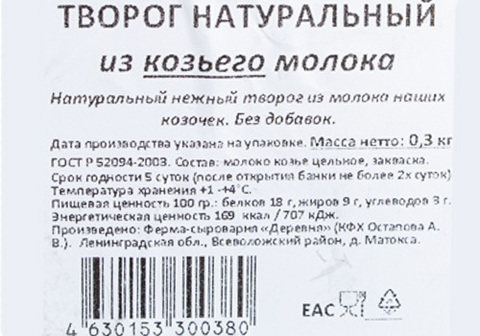 ТВОРОГ НАТУРАЛЬНЫЙ
из козьего молока
Натуральный нежный творог из молока наших
козочек. Без добавок.
Дата производства указана на упаковке. Масса нетто: 0,3 кг
ГОСТ Р 52094-2003. Состав: молоко козье цельное, закваска.
Срок годности 5 суток (после открытия банки не более 2х суток)
Температура хранения +1 -+4°С.
Пищевая ценность 100 гр.: белков 18 г, жиров 9 г, углеводов 3 г.
Энергетическая ценность 169 ккал / 707 кДж.
Произведено: Ферма-сыроварня «Деревня» (КФХ Остапова А.
В.). Ленинградская обл., Всеволожский район, д. Матокса.
ЕАС
4 630153 300380